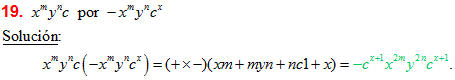 19. x^m y^n c por −x^m y^n c^x
Solución:
x^m y^n c(−x^m y^n c^x) = (+×−)(xm + myn + nc1 + x) = −c^{x+1} x^{2m} y^{2n} c^{x+1}.